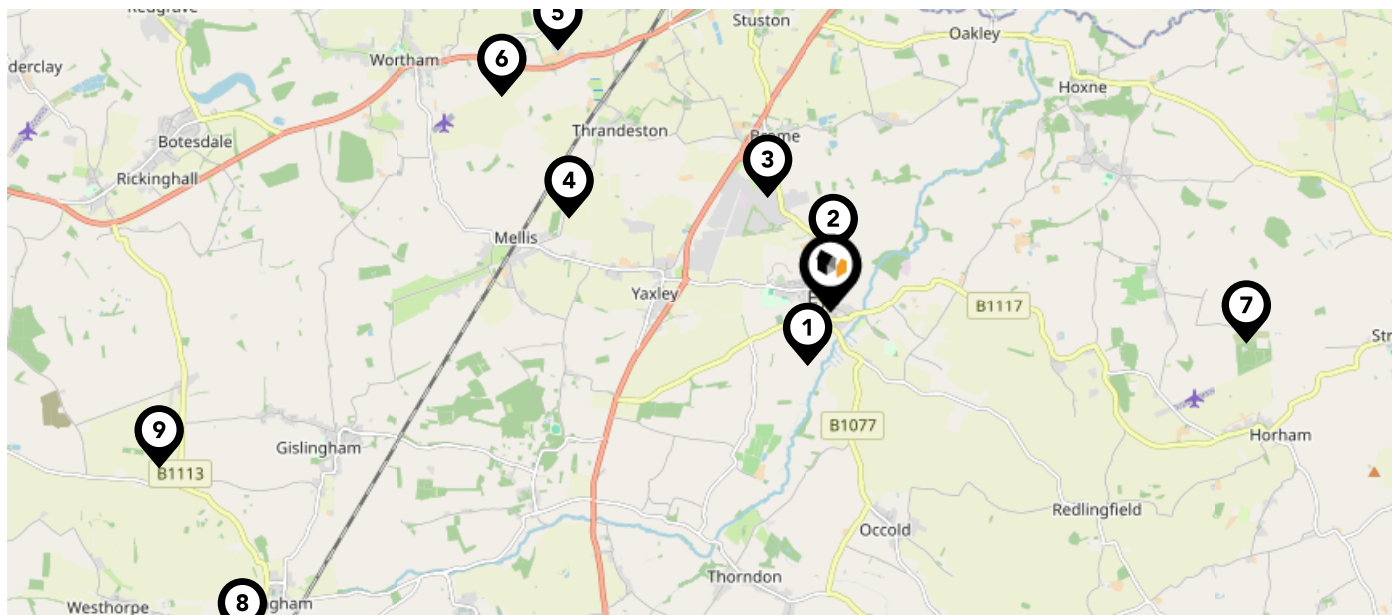 5
Stuston
Oakley
6
Wortham
derclay
Hoxne
Thrandeston
Botesdale
3
Rickinghall
4
2
Mellis
Yaxley
7
B1117
1
Str
B1077
9
Horham
Gislingham
B1113
Redlingfield
Occold
Thorndon
8
gham
Westhorpe